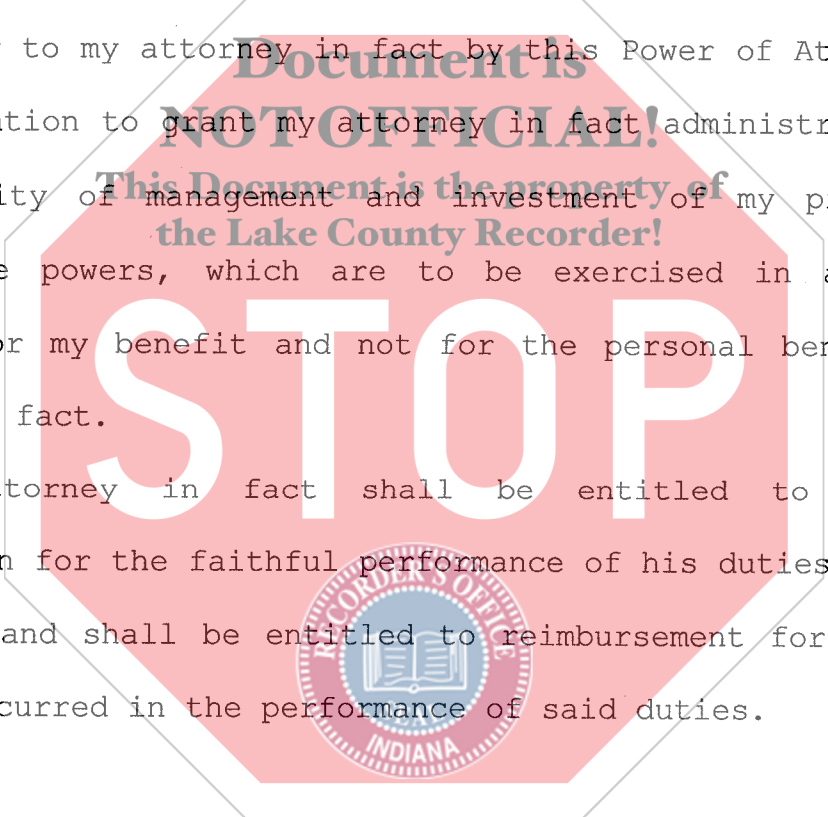 to my attorney in fact by this Power of At
Document is
ation to grant my attorney in fact administr
NOT OFFICIAL!
ity of management and investment of my p
This Document is the property of
the Lake County Recorder!
e powers, which are to be exercised in a
STOP
or my benefit and not for the personal ben
fact.
ttorney in fact shall be entitled to
n for the faithful performance of his duties
RECORDER'S OFFICE
and shall be entitled to reimbursement for
SEAL
curred in the performance of said duties.
INDIANA